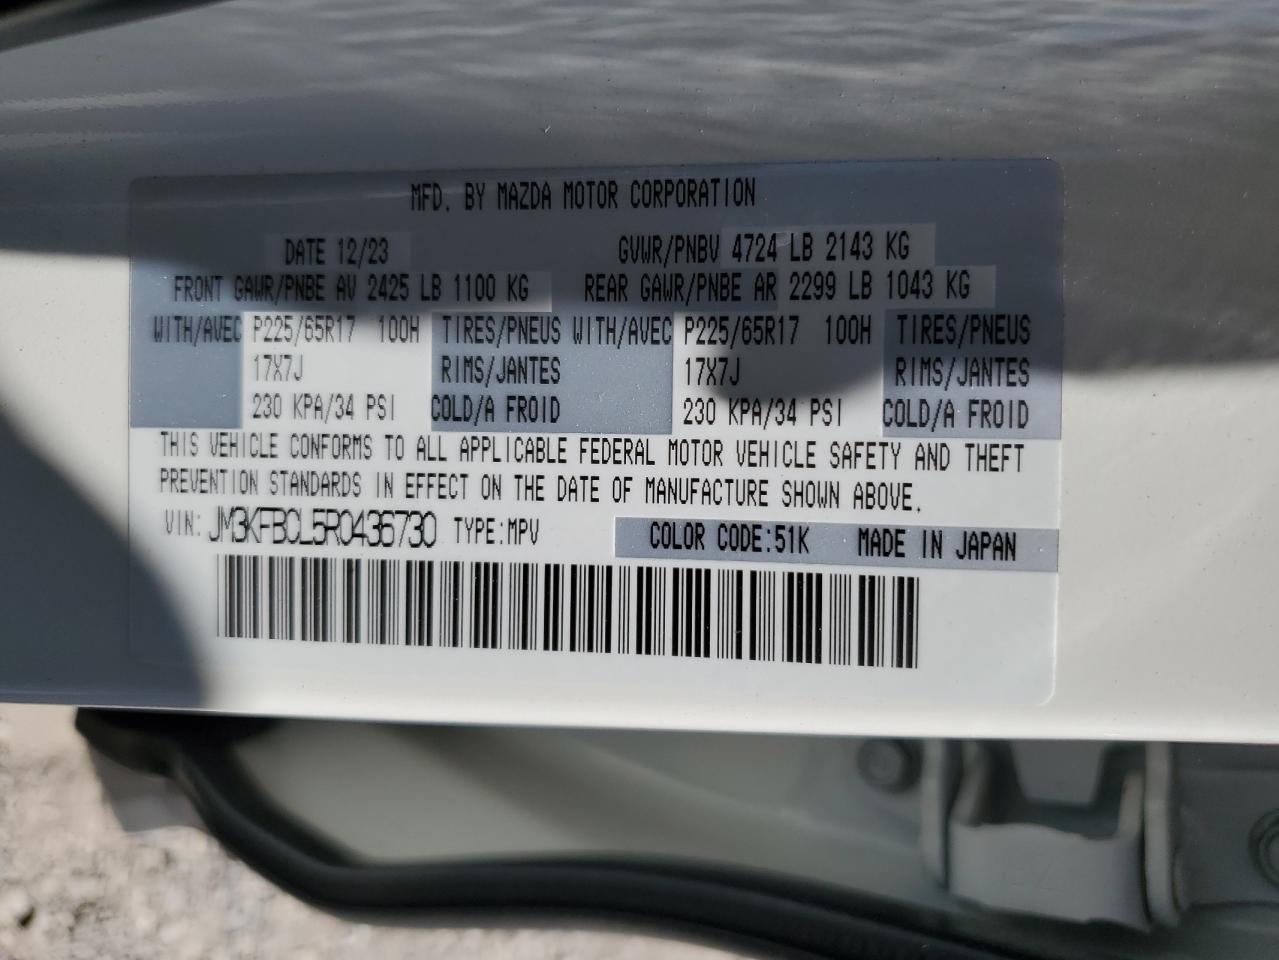 MFD. BY MAZDA MOTOR CORPORATION
DATE 12/23 GVWR/PNBV 4724 LB 2143 KG
FRONT GAWR/PNBE AV 2425 LB 1100 KG REAR GAWR/PNBE AR 2299 LB 1043 KG
WITH/AVEC P225/65R17 100H TIRES/PNEUS WITH/AVEC P225/65R17 100H TIRES/PNEUS
17X7J RIMS/JANTES 17X7J RIMS/JANTES
230 KPA/34 PSI COLD/A FROID 230 KPA/34 PSI COLD/A FROID
THIS VEHICLE CONFORMS TO ALL APPLICABLE FEDERAL MOTOR VEHICLE SAFETY AND THEFT
PREVENTION STANDARDS IN EFFECT ON THE DATE OF MANUFACTURE SHOWN ABOVE.
VIN: JM3KFBCL5R0436730 TYPE:MPV COLOR CODE:51K MADE IN JAPAN